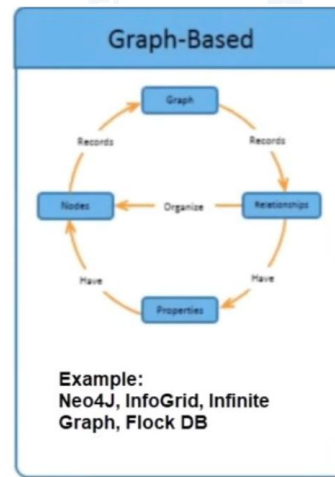 Graph-Based
Graph
Records
Records
Nodes
Organize
Relationships
Have
Have
Properties
Example:
Neo4J, InfoGrid, Infinite
Graph, Flock DB